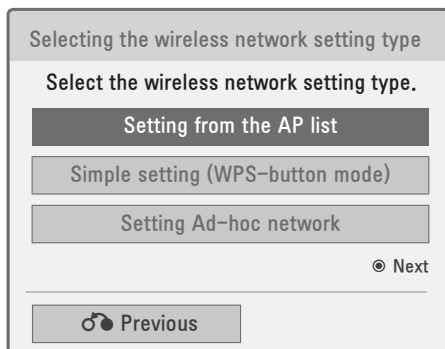 Selecting the wireless network setting type
Select the wireless network setting type.
Setting from the AP list
Simple setting (WPS-button mode)
Setting Ad-hoc network
◉ Next
Previous